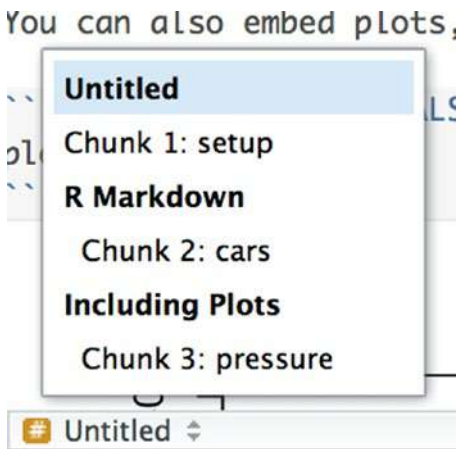 You can also embed plots,
Untitled
Chunk 1: setup
R Markdown
Chunk 2: cars
Including Plots
Chunk 3: pressure
# Untitled